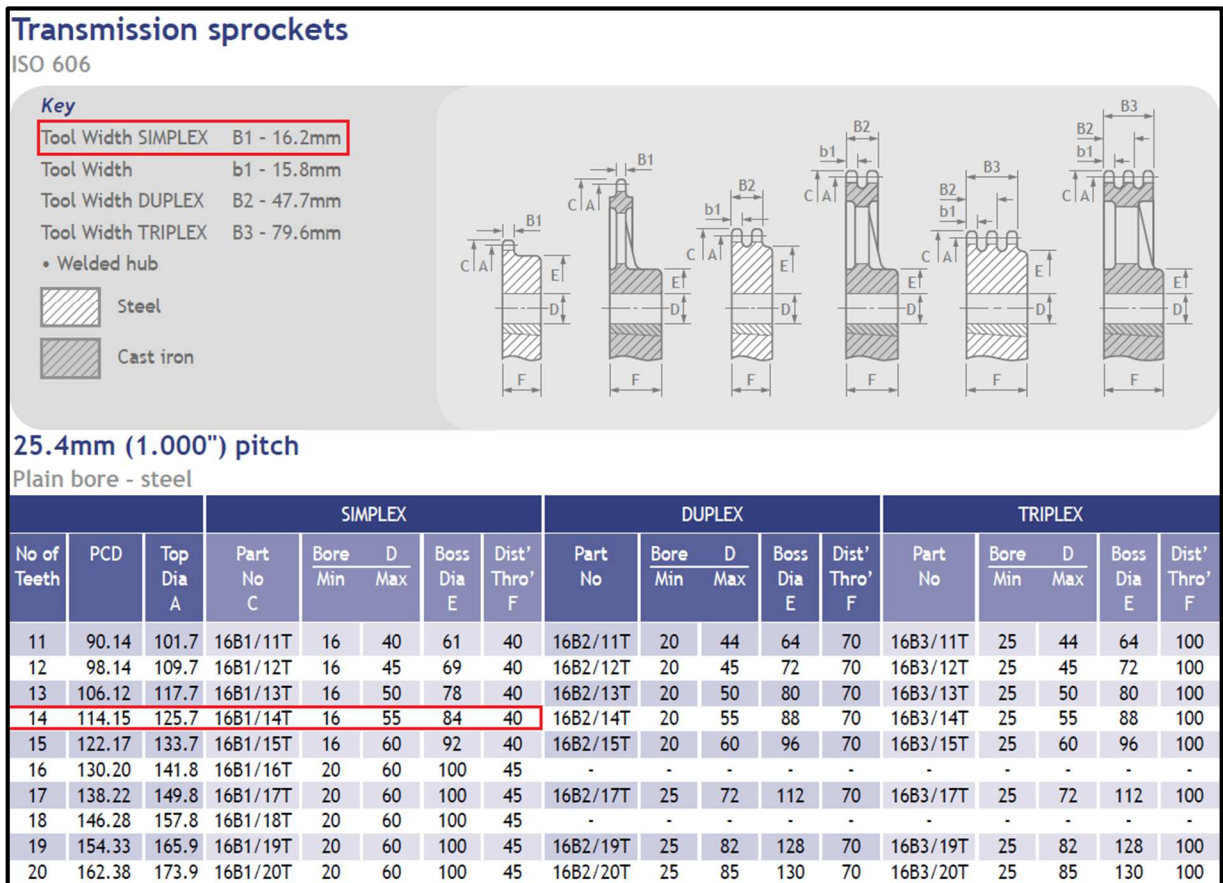 Transmission sprockets
ISO 606
Key
Tool Width SIMPLEX B1 - 16.2mm
Tool Width b1 - 15.8mm
Tool Width DUPLEX B2 - 47.7mm
Tool Width TRIPLEX B3 - 79.6mm
• Welded hub
Steel
Cast iron
B1
C A
E
D
F
B1
C A
E
D
F
B2
b1
C A
E
D
F
B2
b1
C A
E
D
F
B3
B2
b1
C A
E
D
F
B3
B2
b1
C A
E
D
F
25.4mm (1.000") pitch
Plain bore - steel
SIMPLEX DUPLEX TRIPLEX
No of PCD Top Part Bore D Boss Dist' Part Bore D Boss Dist' Part Bore D Boss Dist'
Teeth Dia No Min Max Dia Thro' No Min Max Dia Thro' No Min Max Dia Thro'
A C E F E F E F
11 90.14 101.7 16B1/11T 16 40 61 40 16B2/11T 20 44 64 70 16B3/11T 25 44 64 100
12 98.14 109.7 16B1/12T 16 45 69 40 16B2/12T 20 45 72 70 16B3/12T 25 45 72 100
13 106.12 117.7 16B1/13T 16 50 78 40 16B2/13T 20 50 80 70 16B3/13T 25 50 80 100
14 114.15 125.7 16B1/14T 16 55 84 40 16B2/14T 20 55 88 70 16B3/14T 25 55 88 100
15 122.17 133.7 16B1/15T 16 60 92 40 16B2/15T 20 60 96 70 16B3/15T 25 60 96 100
16 130.20 141.8 16B1/16T 20 60 100 45 - - - - - - - - - -
17 138.22 149.8 16B1/17T 20 60 100 45 16B2/17T 25 72 112 70 16B3/17T 25 72 112 100
18 146.28 157.8 16B1/18T 20 60 100 45 - - - - - - - - - -
19 154.33 165.9 16B1/19T 20 60 100 45 16B2/19T 25 82 128 70 16B3/19T 25 82 128 100
20 162.38 173.9 16B1/20T 20 60 100 45 16B2/20T 25 85 130 70 16B3/20T 25 85 130 100